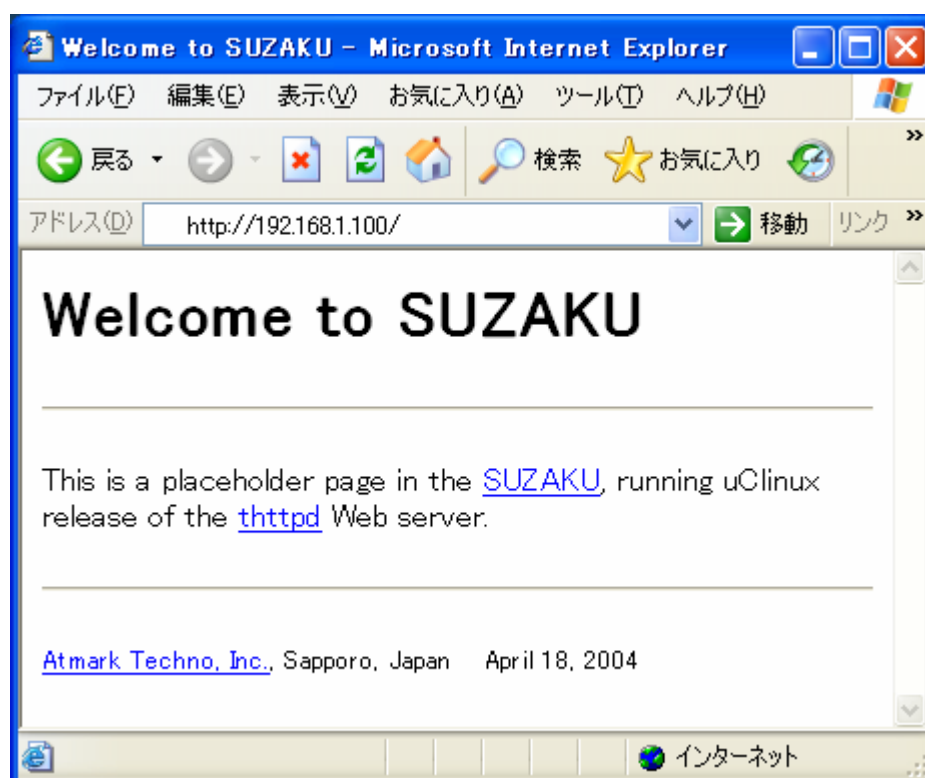 Welcome to SUZAKU - Microsoft Internet Explorer
ファイル(F) 編集(E) 表示(V) お気に入り(A) ツール(T) ヘルプ(H)
戻る 検索 お気に入り »
アドレス(D) http://192.168.1.100/ 移動 リンク »
Welcome to SUZAKU
This is a placeholder page in the SUZAKU, running uClinux
release of the thttpd Web server.
Atmark Techno, Inc., Sapporo, Japan April 18, 2004
インターネット